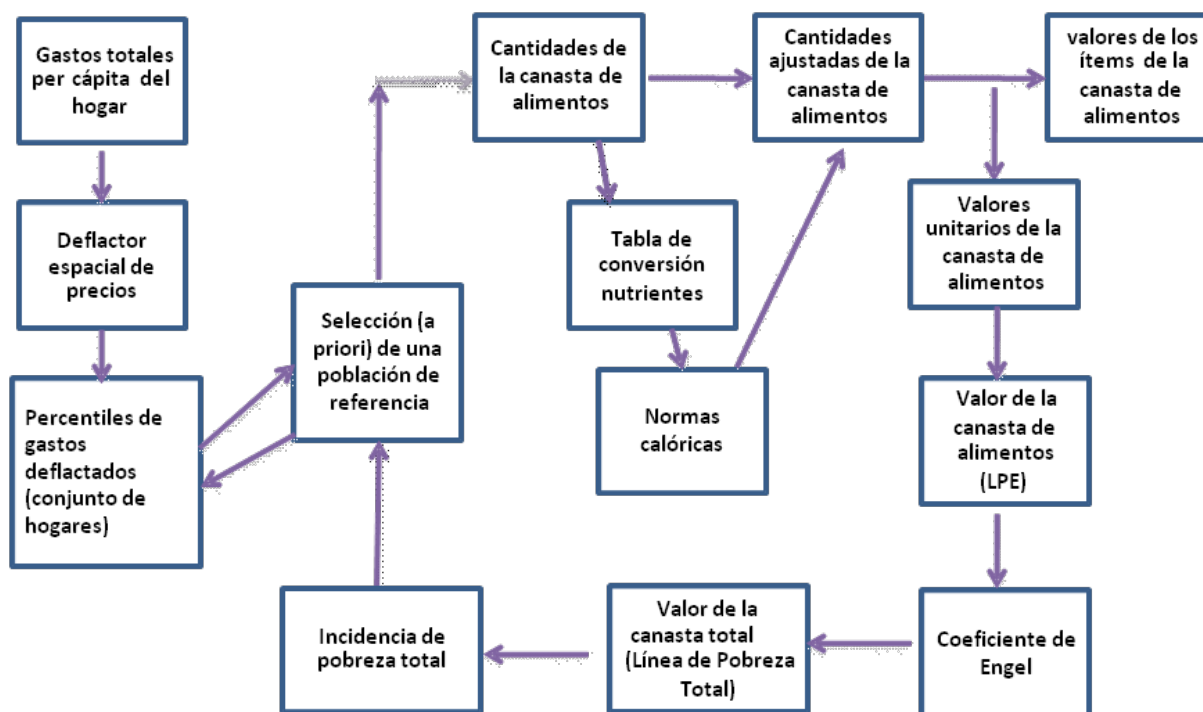 Gastos totales
per cápita del
hogar
Deflactor
espacial de
precios
Percentiles de
gastos
deflactados
(conjunto de
hogares)
Selección (a
priori) de una
población de
referencia
Cantidades de
la canasta de
alimentos
Tabla de
conversión
nutrientes
Normas
calóricas
Cantidades
ajustadas de la
canasta de
alimentos
valores de los
ítems de la
canasta de
alimentos
Valores
unitarios de la
canasta de
alimentos
Valor de la
canasta de
alimentos
(LPE)
Coeficiente de
Engel
Valor de la
canasta total
(Línea de Pobreza
Total)
Incidencia de
pobreza total